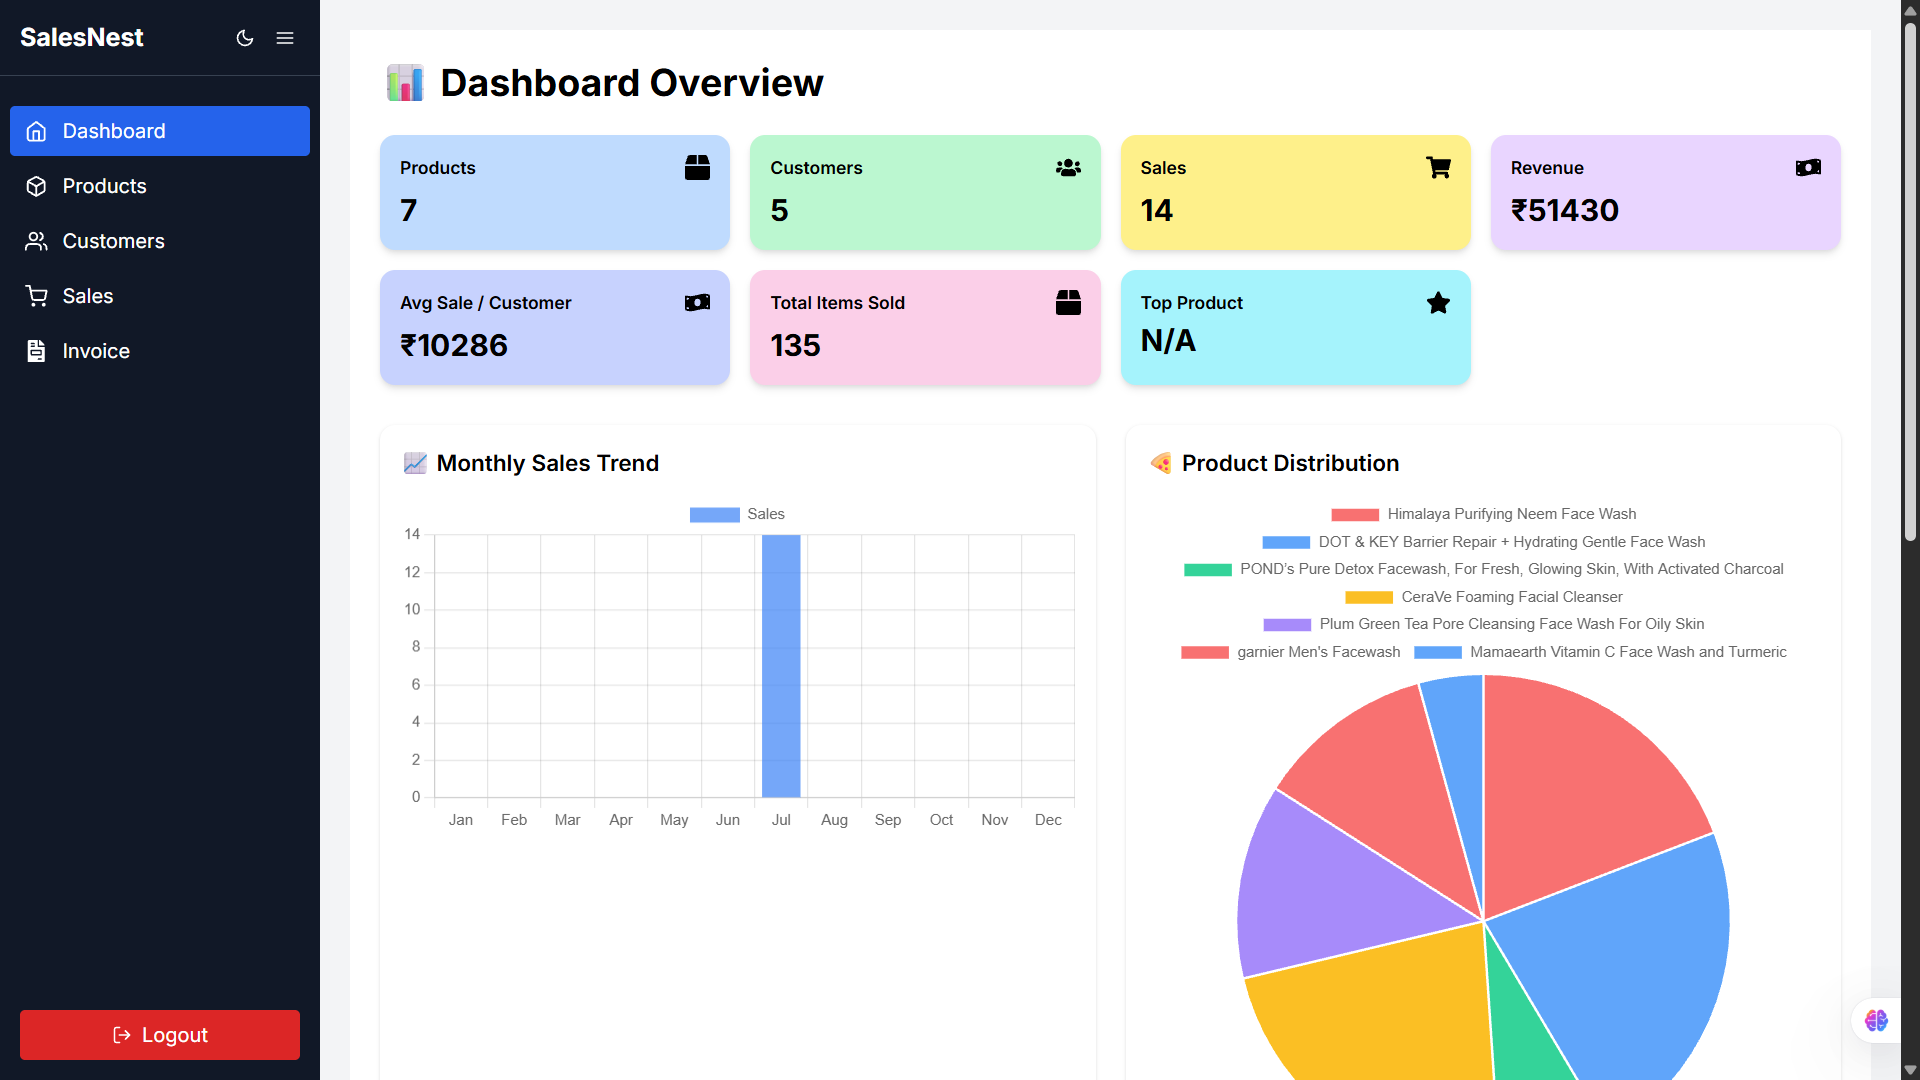 SalesNest
Dashboard
Products
Customers
Sales
Invoice
Logout
Dashboard Overview
Products
7
Customers
5
Sales
14
Revenue
₹51430
Avg Sale / Customer
₹10286
Total Items Sold
135
Top Product
N/A
Monthly Sales Trend
Sales
14
12
10
8
6
4
2
0
Jan Feb Mar Apr May Jun Jul Aug Sep Oct Nov Dec
Product Distribution
Himalaya Purifying Neem Face Wash
DOT & KEY Barrier Repair + Hydrating Gentle Face Wash
POND's Pure Detox Facewash, For Fresh, Glowing Skin, With Activated Charcoal
CeraVe Foaming Facial Cleanser
Plum Green Tea Pore Cleansing Face Wash For Oily Skin
garnier Men's Facewash Mamaearth Vitamin C Face Wash and Turmeric